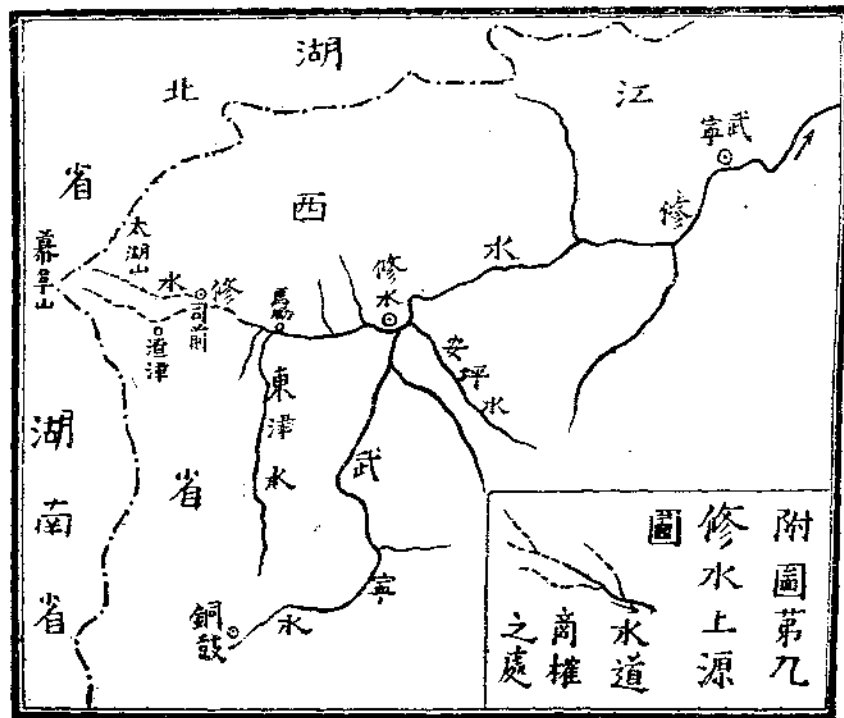 湖北省
江西省
湖南省
幕阜山
太湖山
修水
司前
渣津
馬坳
修水
修水
武寧
安坪水
東津水
武寧水
銅鼓
附圖第九
修水上源圖
水道商榷之處